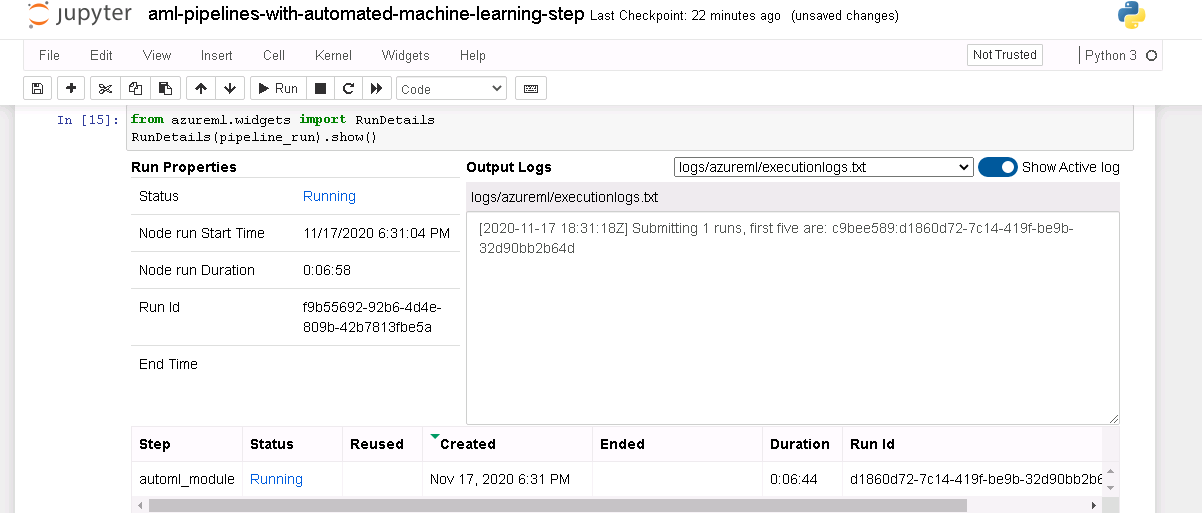 jupyter aml-pipelines-with-automated-machine-learning-step Last Checkpoint: 22 minutes ago (unsaved changes)
File Edit View Insert Cell Kernel Widgets Help Not Trusted Python 3
Run Code
In [15]: from azureml.widgets import RunDetails
RunDetails(pipeline_run).show()
Run Properties Output Logs logs/azureml/executionlogs.txt Show Active log
Status Running logs/azureml/executionlogs.txt
[2020-11-17 18:31:18Z] Submitting 1 runs, first five are: c9bee589:d1860d72-7c14-419f-be9b-
Node run Start Time 11/17/2020 6:31:04 PM
32d90bb2b64d
Node run Duration 0:06:58
Run Id f9b55692-92b6-4d4e-
809b-42b7813fbe5a
End Time
Step Status Reused Created Ended Duration Run Id
automl_module Running Nov 17, 2020 6:31 PM 0:06:44 d1860d72-7c14-419f-be9b-32d90bb2b6